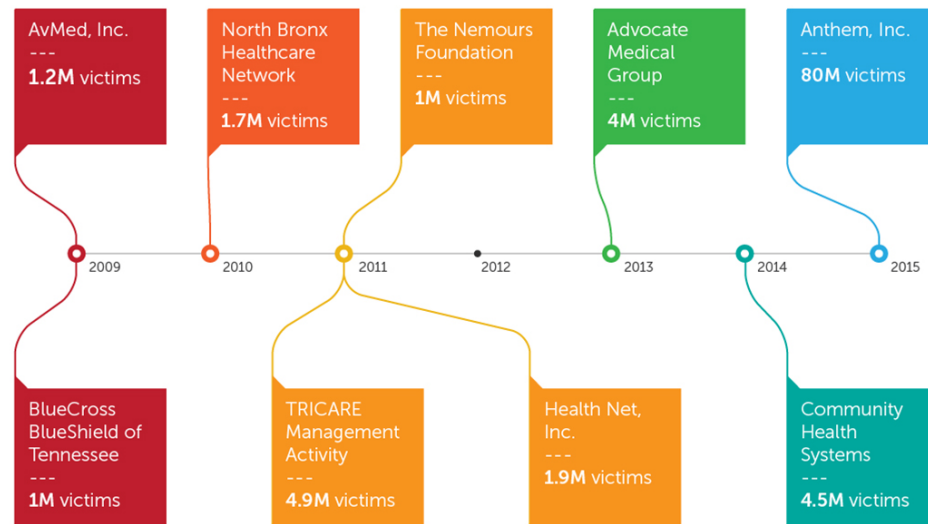 AvMed, Inc.
---
1.2M victims
North Bronx
Healthcare
Network
---
1.7M victims
The Nemours
Foundation
---
1M victims
Advocate
Medical
Group
---
4M victims
Anthem, Inc.
---
80M victims
2009
2010
2011
2012
2013
2014
2015
BlueCross
BlueShield of
Tennessee
---
1M victims
TRICARE
Management
Activity
---
4.9M victims
Health Net,
Inc.
---
1.9M victims
Community
Health
Systems
---
4.5M victims